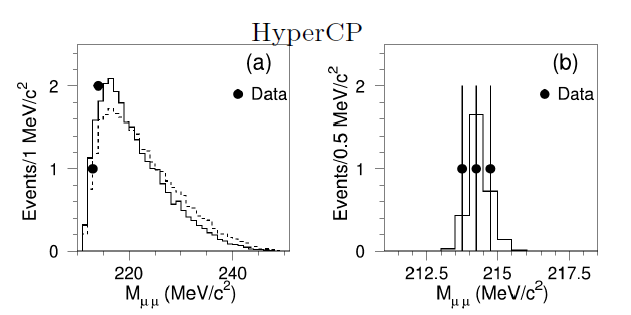 HyperCP
(a)
Data
Events/1 MeV/c²
2
1
0
220
240
M_μμ (MeV/c²)
(b)
Data
Events/0.5 MeV/c²
2
1
0
212.5
215
217.5
M_μμ (MeV/c²)